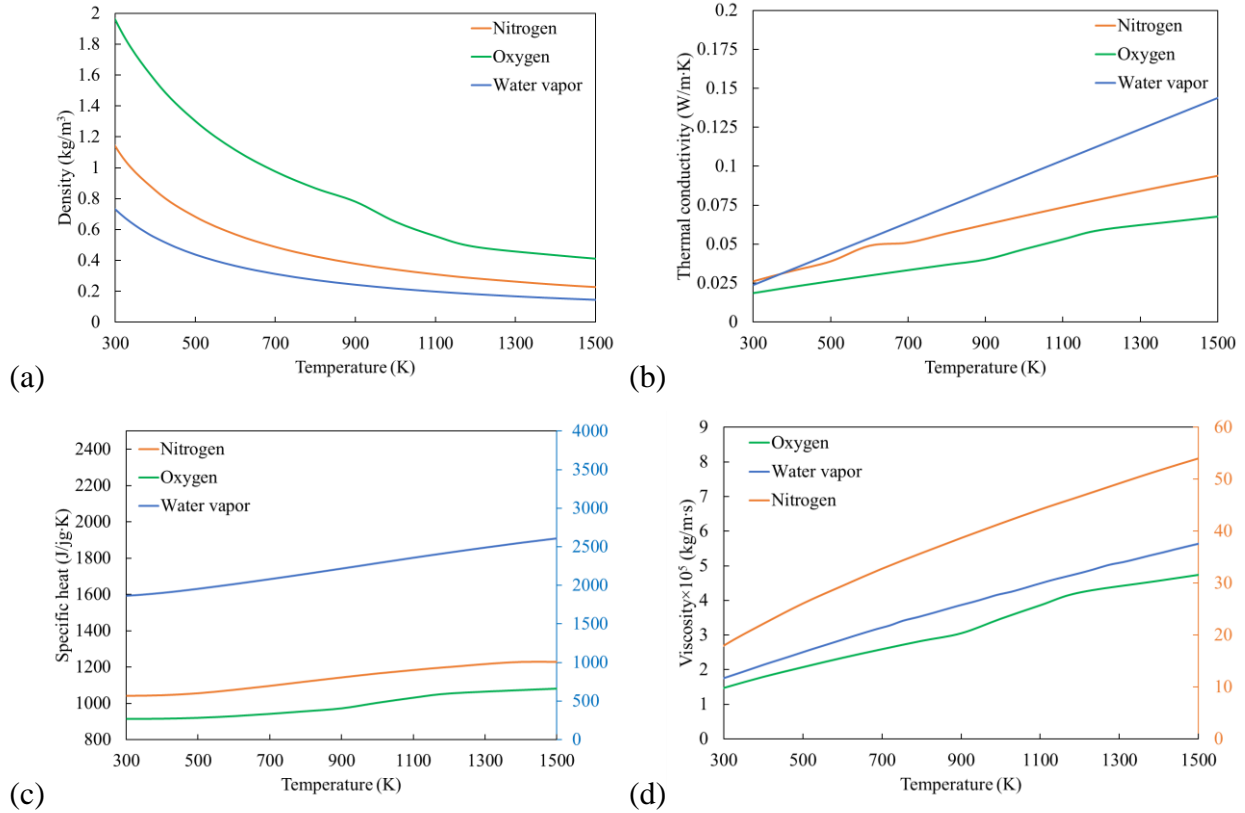 2
1.8
1.6
1.4
1.2
1
0.8
0.6
0.4
0.2
0
Density (kg/m³)
Nitrogen
Oxygen
Water vapor
300 500 700 900 1100 1300 1500
Temperature (K)
(a)
0.2
0.175
0.15
0.125
0.1
0.075
0.05
0.025
0
Thermal conductivity (W/m·K)
Nitrogen
Oxygen
Water vapor
300 500 700 900 1100 1300 1500
Temperature (K)
(b)
2400
2200
2000
1800
1600
1400
1200
1000
800
Specific heat (J/jg·K)
Nitrogen
Oxygen
Water vapor
4000
3500
3000
2500
2000
1500
1000
500
0
300 500 700 900 1100 1300 1500
Temperature (K)
(c)
9
8
7
6
5
4
3
2
1
0
Viscosity×10⁵ (kg/m·s)
Oxygen
Water vapor
Nitrogen
60
50
40
30
20
10
0
300 500 700 900 1100 1300 1500
Temperature (K)
(d)